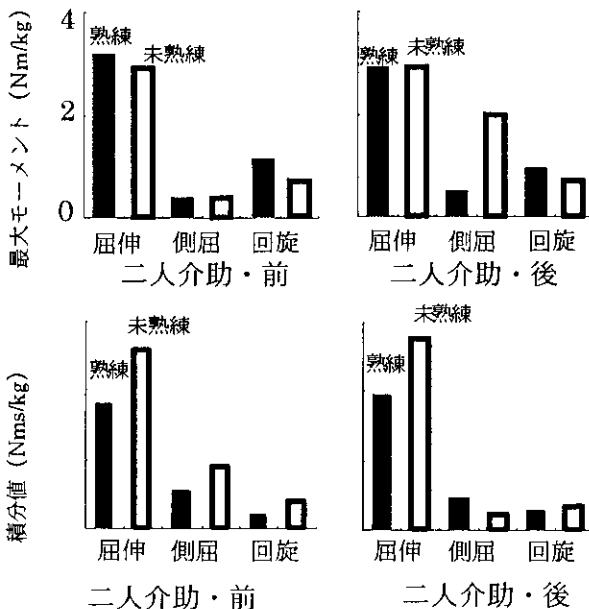 最大モーメント (Nm/kg)
4
2
0
熟練
未熟練
屈伸 側屈 回旋
二人介助・前
熟練
未熟練
屈伸 側屈 回旋
二人介助・後
積分値 (Nms/kg)
熟練
未熟練
屈伸 側屈 回旋
二人介助・前
熟練
未熟練
屈伸 側屈 回旋
二人介助・後